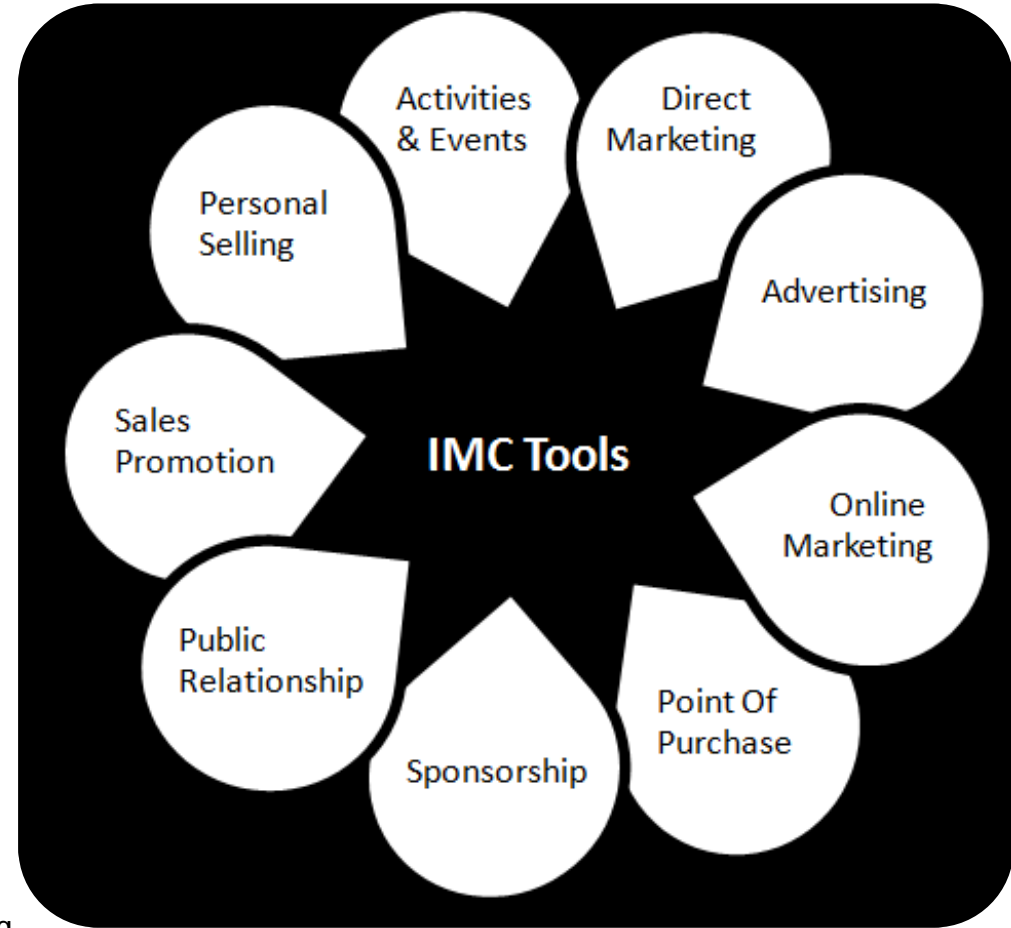 Activities
& Events
Direct
Marketing
Personal
Selling
Advertising
Sales
Promotion
IMC Tools
Online
Marketing
Public
Relationship
Point Of
Purchase
Sponsorship